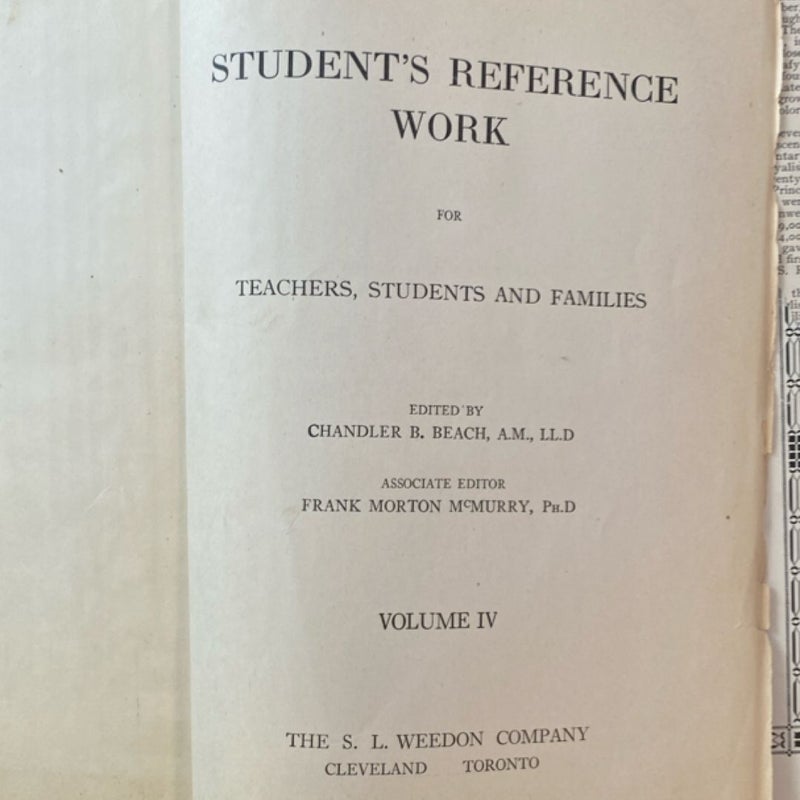 STUDENT'S REFERENCE
WORK
FOR
TEACHERS, STUDENTS AND FAMILIES
EDITED BY
CHANDLER B. BEACH, A.M., LL.D
ASSOCIATE EDITOR
FRANK MORTON McMURRY, Ph.D
VOLUME IV
THE S. L. WEEDON COMPANY
CLEVELAND TORONTO